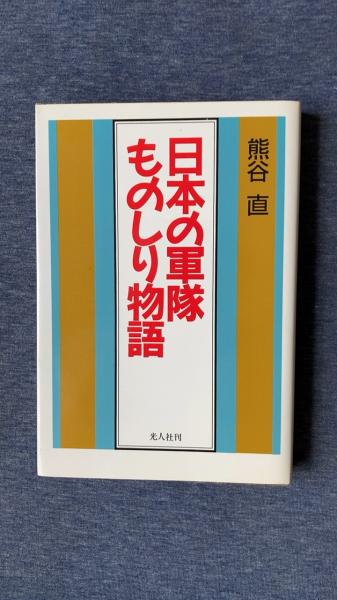 熊谷 直
日本の軍隊
ものしり物語
光人社刊